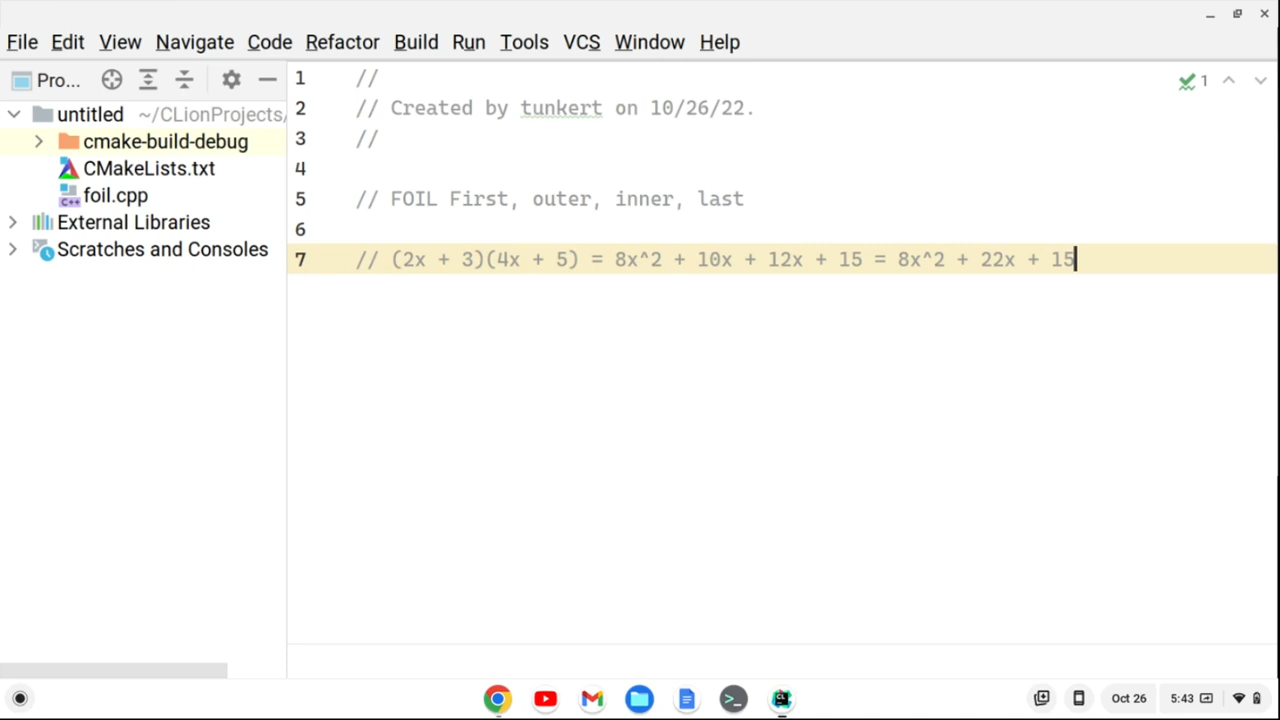 File Edit View Navigate Code Refactor Build Run Tools VCS Window Help
Pro...
untitled ~/CLionProjects/
cmake-build-debug
CMakeLists.txt
foil.cpp
External Libraries
Scratches and Consoles
1 //
2 // Created by tunkert on 10/26/22.
3 //
4
5 // FOIL First, outer, inner, last
6
7 // (2x + 3)(4x + 5) = 8x^2 + 10x + 12x + 15 = 8x^2 + 22x + 15
1
Oct 26 5:43